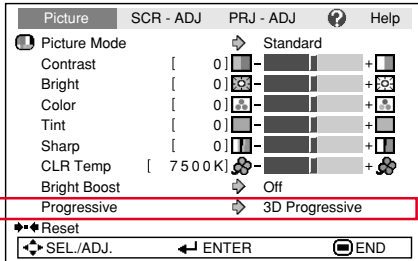 Picture SCR - ADJ PRJ - ADJ ? Help
Picture Mode Standard
Contrast [ 0] - +
Bright [ 0] - +
Color [ 0] - +
Tint [ 0] - +
Sharp [ 0] - +
CLR Temp [ 7500K] - +
Bright Boost Off
Progressive 3D Progressive
Reset
SEL./ADJ. ENTER END